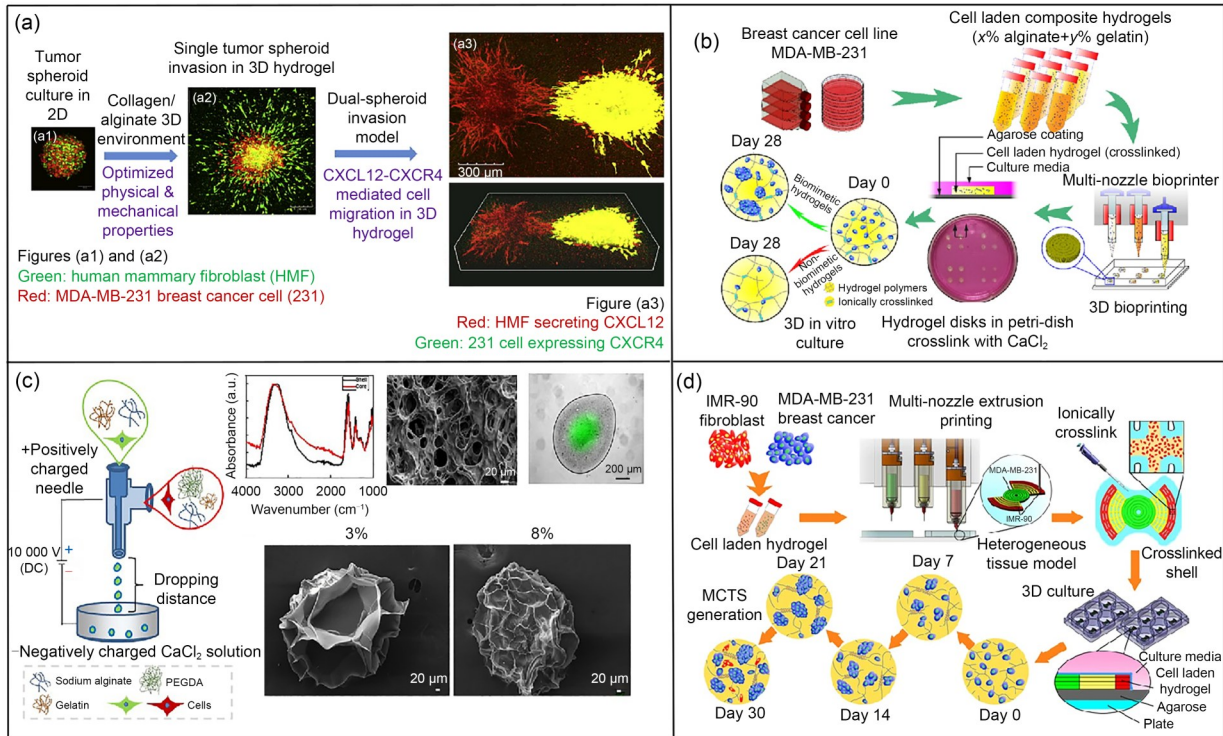 (a)
Tumor
spheroid
culture in
2D
(a1)
Collagen/
alginate 3D
environment
Optimized
physical &
mechanical
properties
Single tumor spheroid
invasion in 3D hydrogel
(a2)
Dual-spheroid
invasion
model
CXCL12-CXCR4
mediated cell
migration in 3D
hydrogel
(a3)
300 μm
Figures (a1) and (a2)
Green: human mammary fibroblast (HMF)
Red: MDA-MB-231 breast cancer cell (231)
Figure (a3)
Red: HMF secreting CXCL12
Green: 231 cell expressing CXCR4
(b)
Breast cancer cell line
MDA-MB-231
Cell laden composite hydrogels
(x% alginate+y% gelatin)
Agarose coating
Cell laden hydrogel (crosslinked)
Culture media
Multi-nozzle bioprinter
3D bioprinting
Hydrogel disks in petri-dish
crosslink with CaCl₂
Day 0
Day 28
Biomimetic
hydrogels
Day 28
Non-
biomimetic
hydrogels
Hydrogel polymers
Ionically crosslinked
3D in vitro
culture
(c)
+Positively
charged
needle
10 000 V
(DC)
+
−
Dropping
distance
−Negatively charged CaCl₂ solution
Sodium alginate
PEGDA
Gelatin
Cells
Absorbance (a.u.)
Shell
Core
4000 3000 2000 1000
Wavenumber (cm⁻¹)
20 μm
200 μm
3%
8%
20 μm
20 μm
(d)
IMR-90
fibroblast
MDA-MB-231
breast cancer
Cell laden hydrogel
Multi-nozzle extrusion
printing
MDA-MB-231
IMR-90
Heterogeneous
tissue model
Ionically
crosslink
Crosslinked
shell
3D culture
Culture media
Cell laden
hydrogel
Agarose
Plate
Day 0
Day 7
Day 14
Day 21
Day 30
MCTS
generation